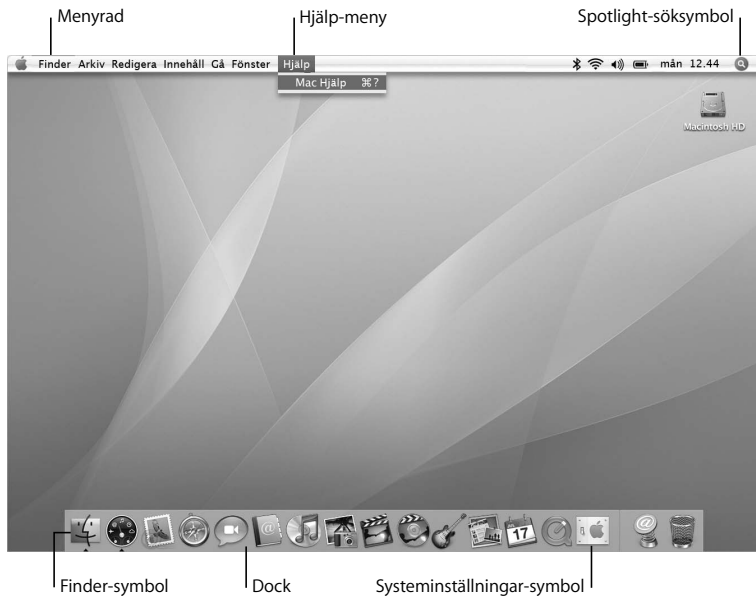 Menyrad Hjälp-meny Spotlight-söksymbol
Finder Arkiv Redigera Innehåll Gå Fönster Hjälp mån 12.44
Mac Hjälp ⌘?
Macintosh HD
17
Finder-symbol Dock Systeminställningar-symbol